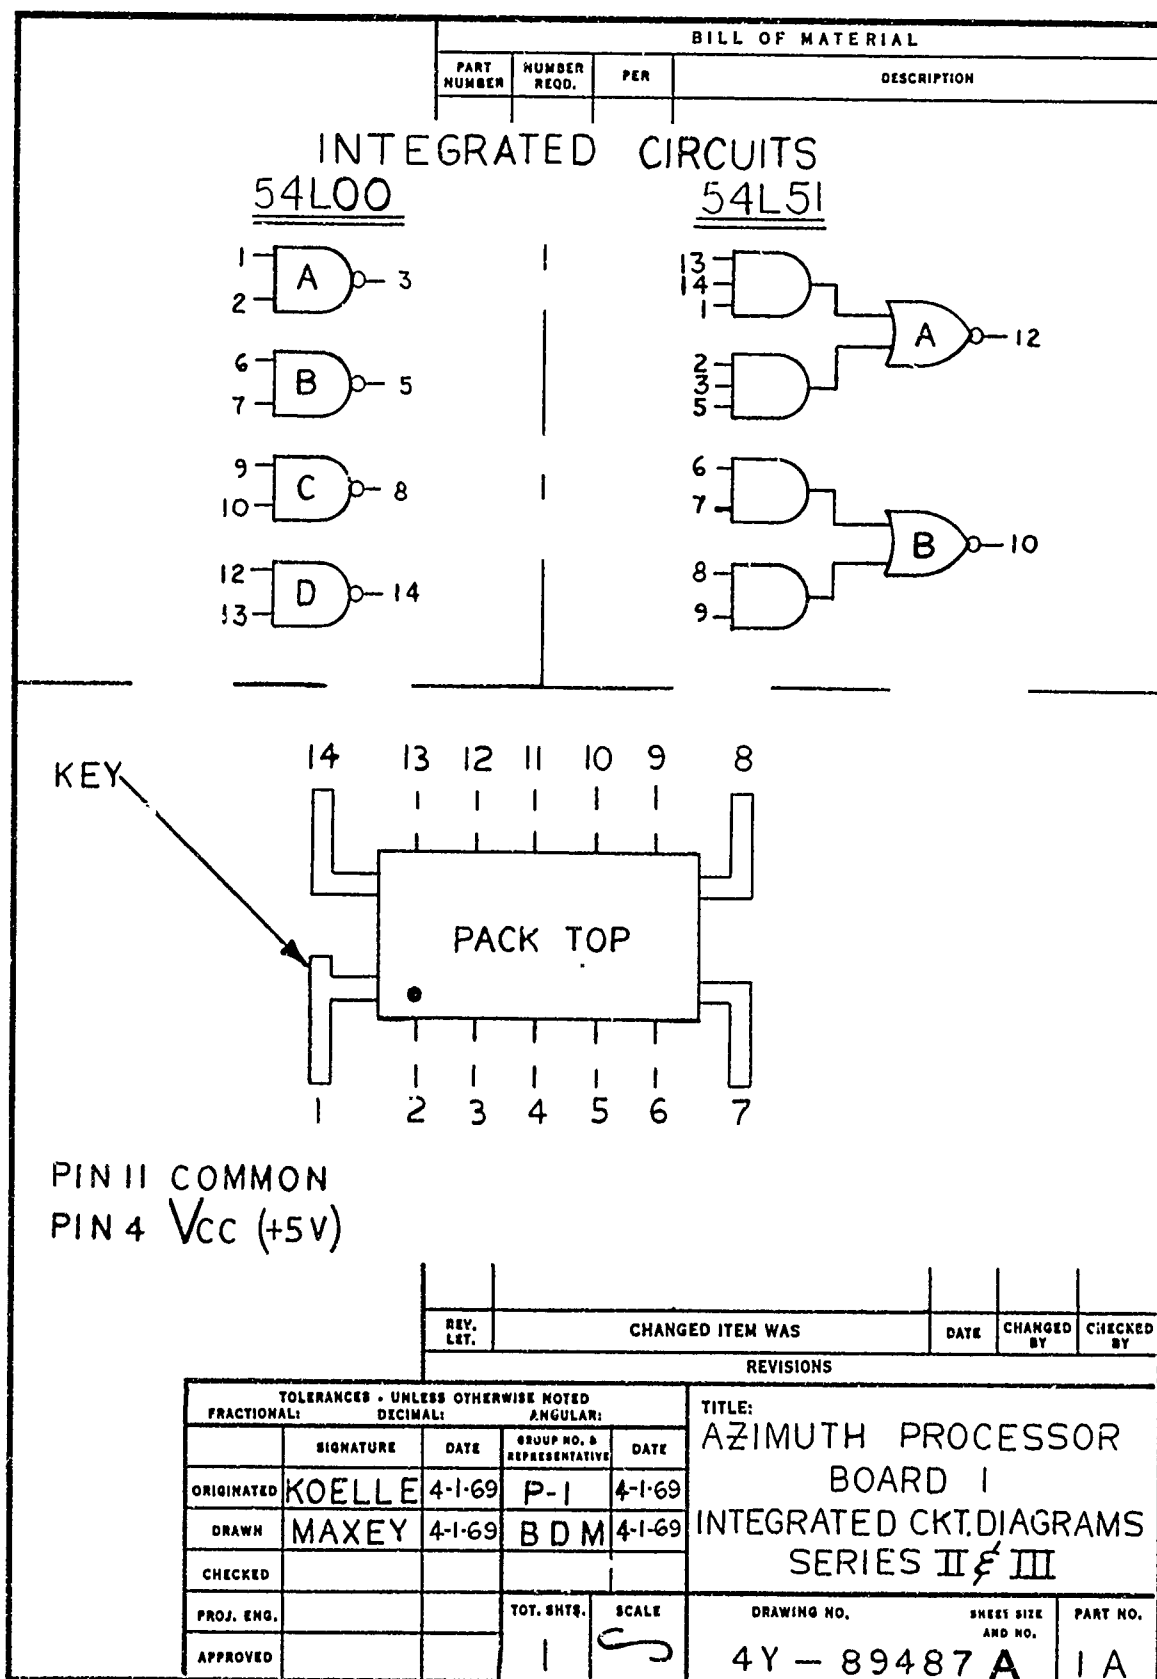 BILL OF MATERIAL
PART NUMBER
NUMBER REQD.
PER
DESCRIPTION
INTEGRATED CIRCUITS
54L00
54L51
1
2
A
3
6
7
B
5
9
10
C
8
12
13
D
14
13
14
1
2
3
5
A
12
6
7
8
9
B
10
KEY
14 13 12 11 10 9 8
PACK TOP
1 2 3 4 5 6 7
PIN 11 COMMON
PIN 4 VCC (+5V)
REV. LET.
CHANGED ITEM WAS
DATE
CHANGED BY
CHECKED BY
REVISIONS
TOLERANCES - UNLESS OTHERWISE NOTED
FRACTIONAL: DECIMAL: ANGULAR:
SIGNATURE
DATE
GROUP NO. & REPRESENTATIVE
DATE
ORIGINATED KOELLE 4-1-69 P-1 4-1-69
DRAWN MAXEY 4-1-69 BDM 4-1-69
CHECKED
PROJ. ENG.
APPROVED
TOT. SHTS.
1
SCALE
TITLE:
AZIMUTH PROCESSOR
BOARD 1
INTEGRATED CKT. DIAGRAMS
SERIES II & III
DRAWING NO.
SHEET SIZE AND NO.
PART NO.
4Y - 89487 A
1 A